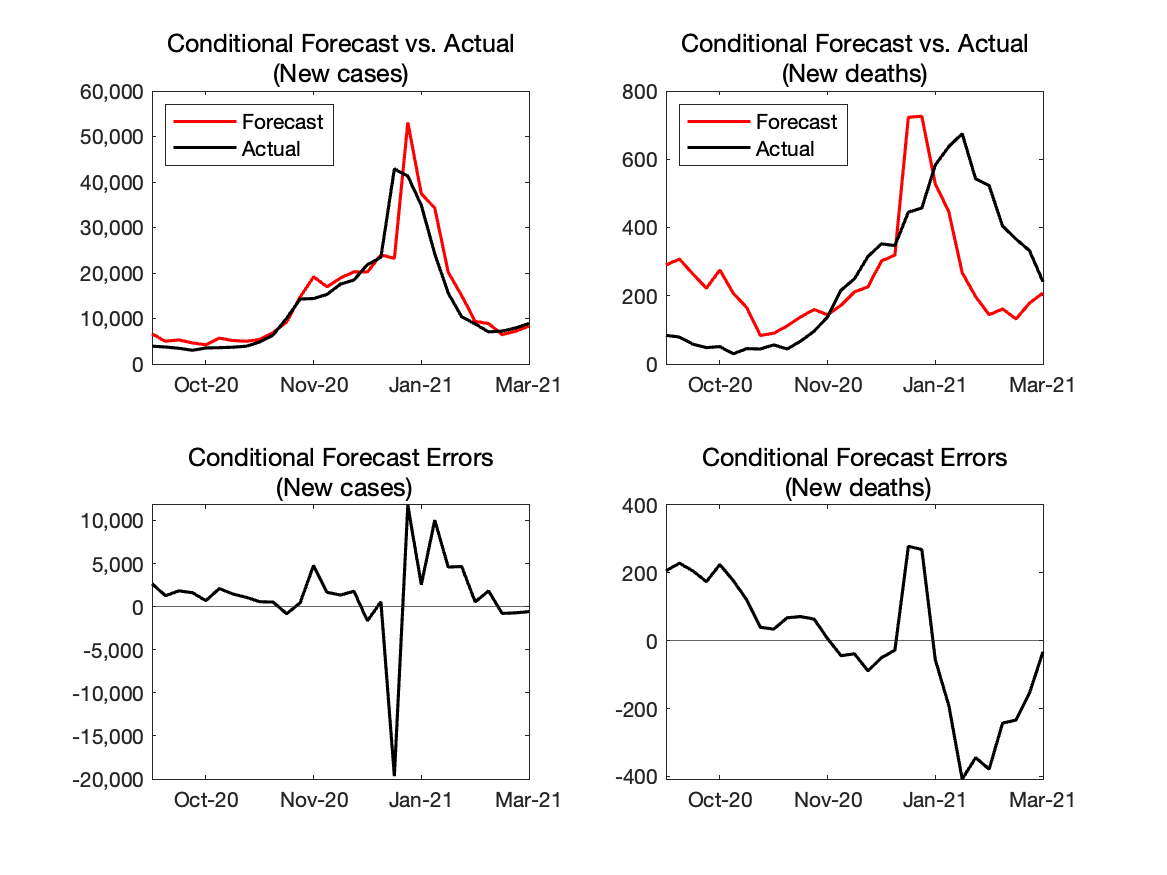 Conditional Forecast vs. Actual
(New cases)
60,000
50,000
40,000
30,000
20,000
10,000
0
Forecast
Actual
Oct-20
Nov-20
Jan-21
Mar-21
Conditional Forecast vs. Actual
(New deaths)
800
600
400
200
0
Forecast
Actual
Oct-20
Nov-20
Jan-21
Mar-21
Conditional Forecast Errors
(New cases)
10,000
5,000
0
-5,000
-10,000
-15,000
-20,000
Oct-20
Nov-20
Jan-21
Mar-21
Conditional Forecast Errors
(New deaths)
400
200
0
-200
-400
Oct-20
Nov-20
Jan-21
Mar-21